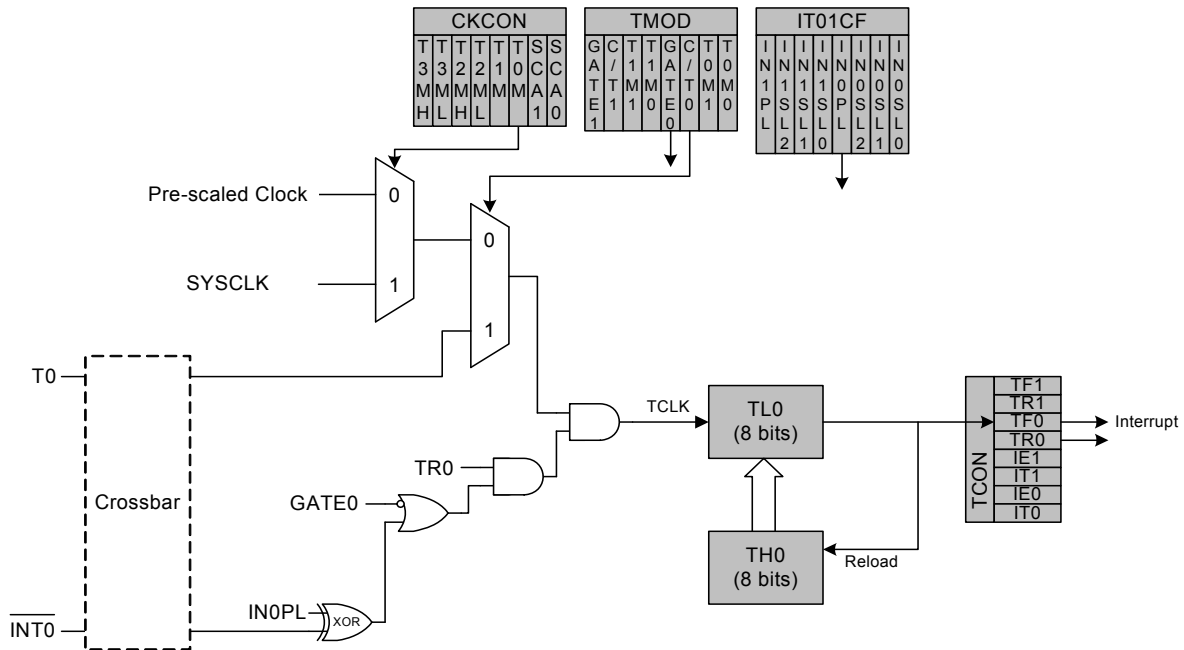 CKCON
T3MH
T3ML
T2MH
T2ML
T1M
T0M
SCA1
SCA0
TMOD
GATE1
C/T1
T1M1
T1M0
GATE0
C/T0
T0M1
T0M0
IT01CF
IN1PL
IN1SL2
IN1SL1
IN1SL0
IN0PL
IN0SL2
IN0SL1
IN0SL0
Pre-scaled Clock
0
SYSCLK
1
0
1
T0
Crossbar
INT0
TR0
GATE0
IN0PL
XOR
TCLK
TL0
(8 bits)
TH0
(8 bits)
Reload
TCON
TF1
TR1
TF0
TR0
IE1
IT1
IE0
IT0
Interrupt